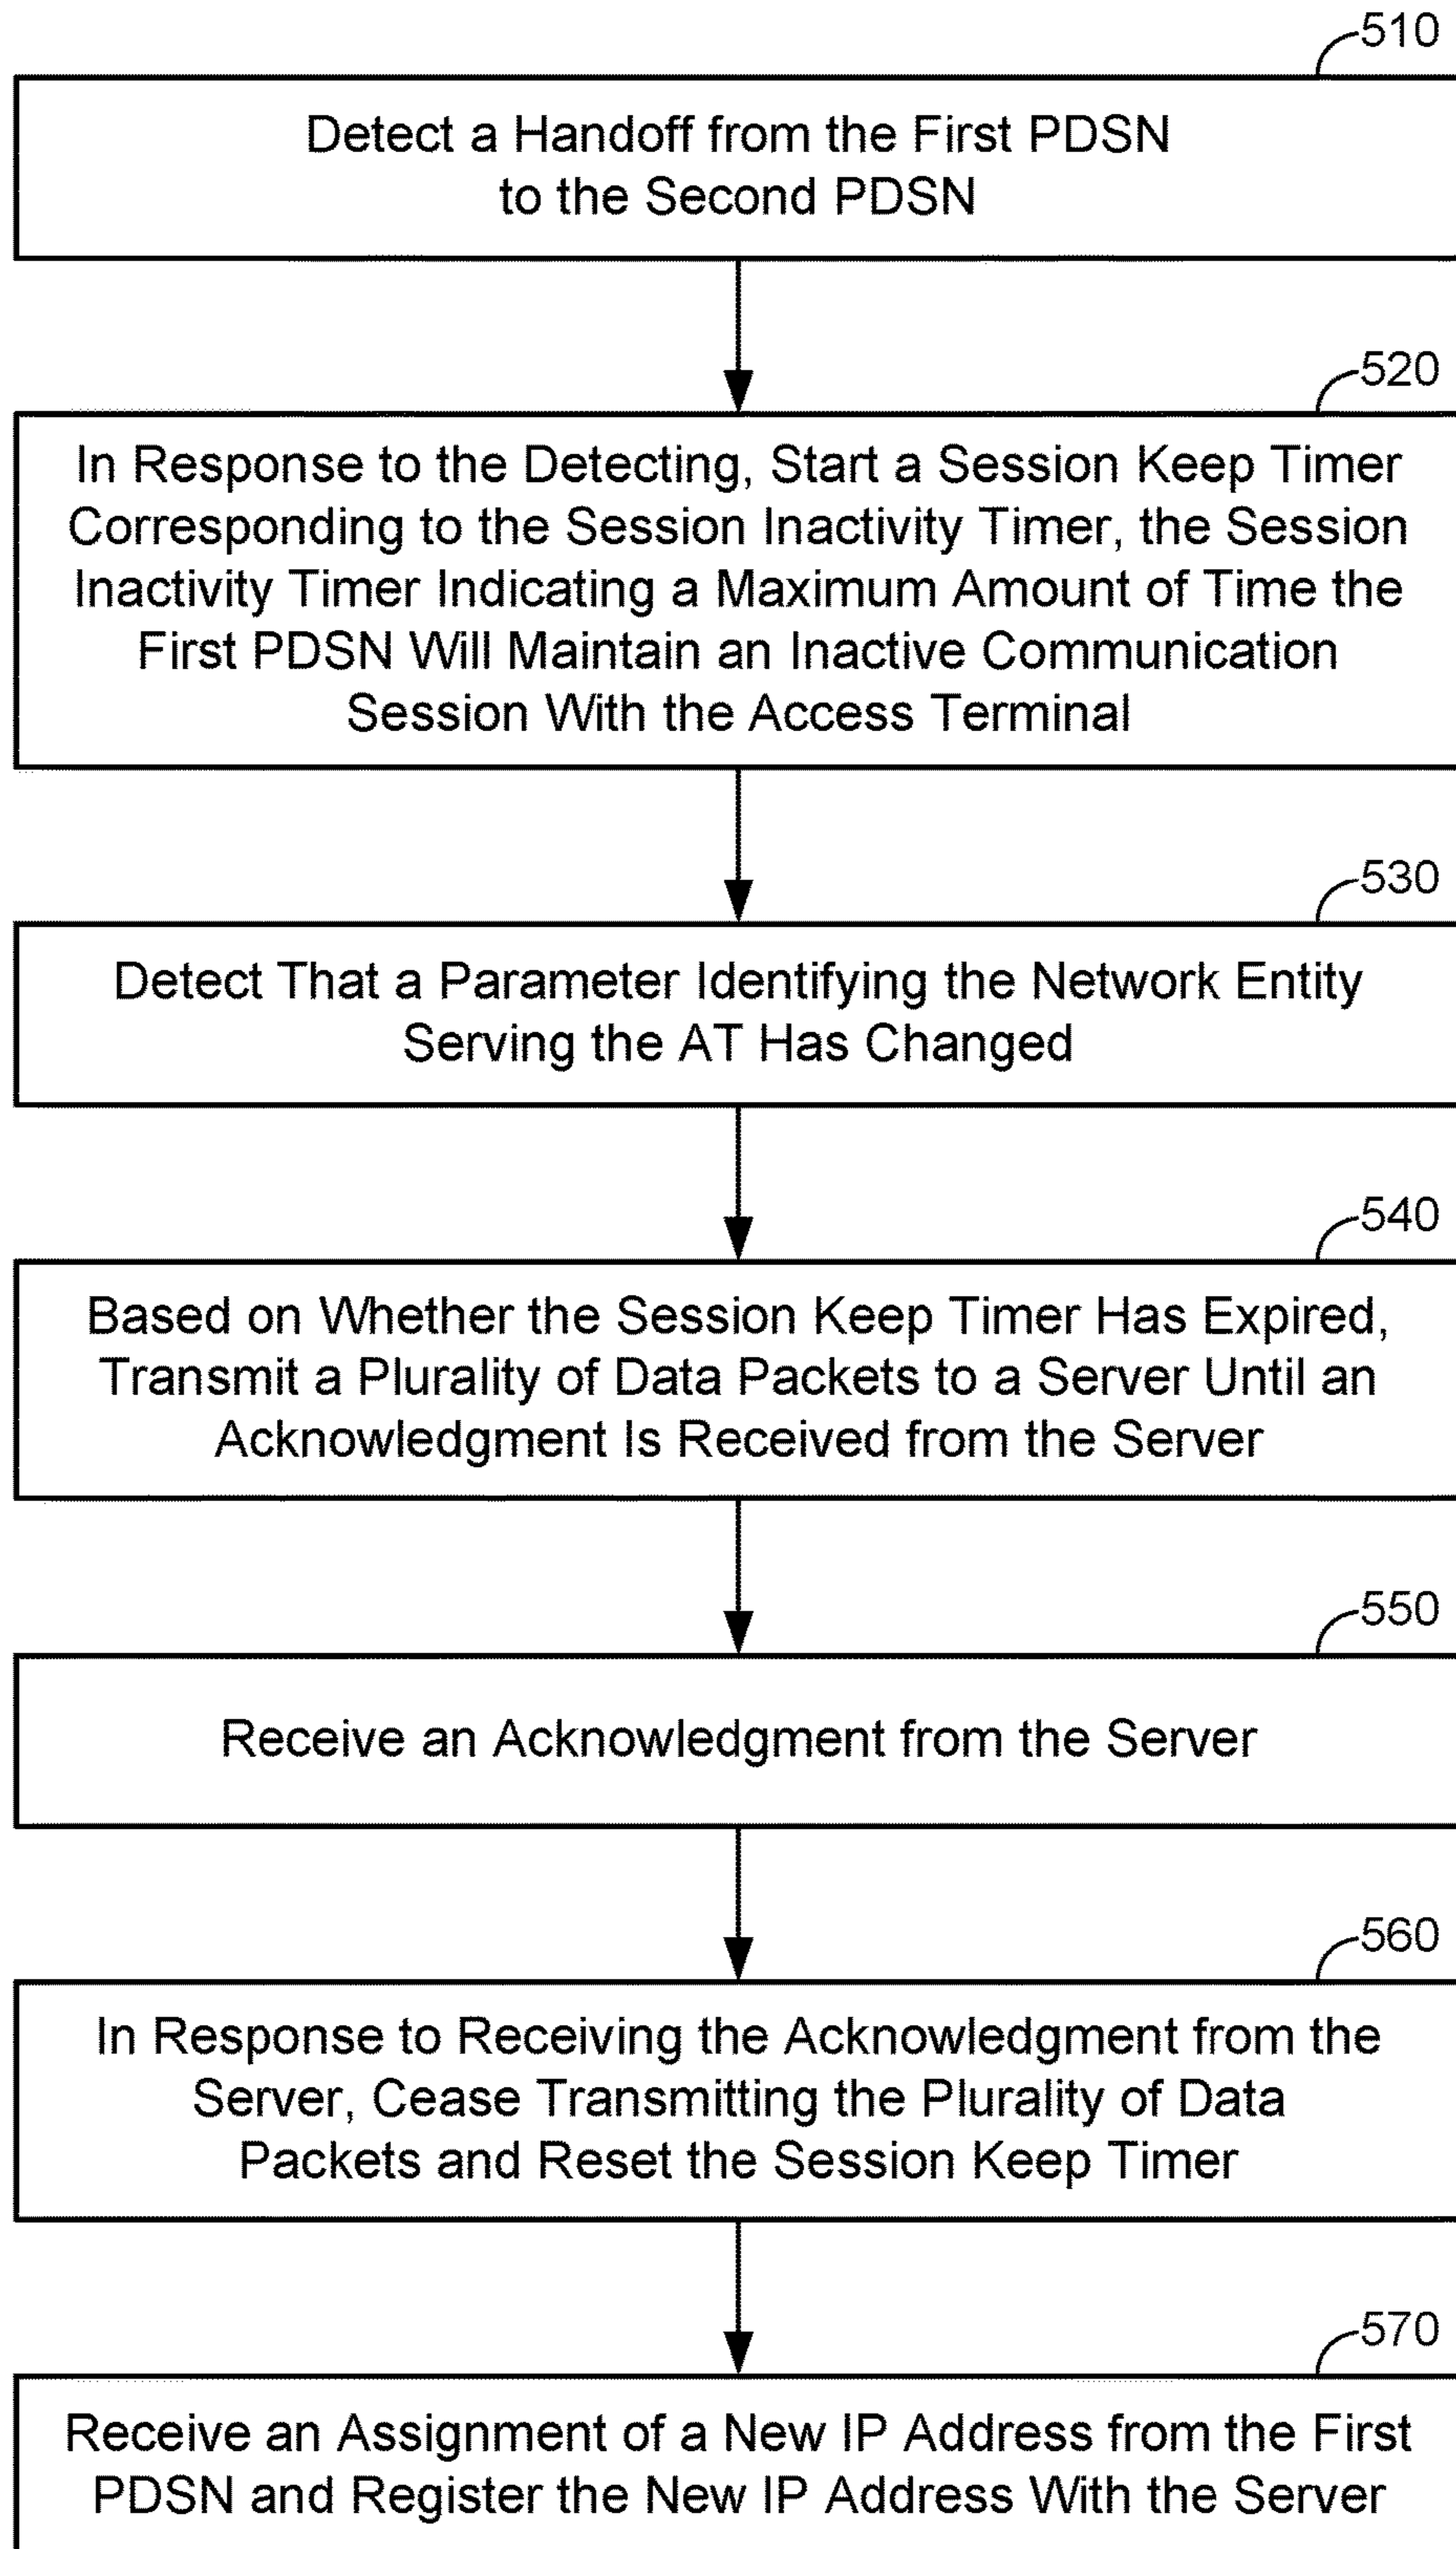 510
Detect a Handoff from the First PDSN
to the Second PDSN
520
In Response to the Detecting, Start a Session Keep Timer
Corresponding to the Session Inactivity Timer, the Session
Inactivity Timer Indicating a Maximum Amount of Time the
First PDSN Will Maintain an Inactive Communication
Session With the Access Terminal
530
Detect That a Parameter Identifying the Network Entity
Serving the AT Has Changed
540
Based on Whether the Session Keep Timer Has Expired,
Transmit a Plurality of Data Packets to a Server Until an
Acknowledgment Is Received from the Server
550
Receive an Acknowledgment from the Server
560
In Response to Receiving the Acknowledgment from the
Server, Cease Transmitting the Plurality of Data
Packets and Reset the Session Keep Timer
570
Receive an Assignment of a New IP Address from the First
PDSN and Register the New IP Address With the Server